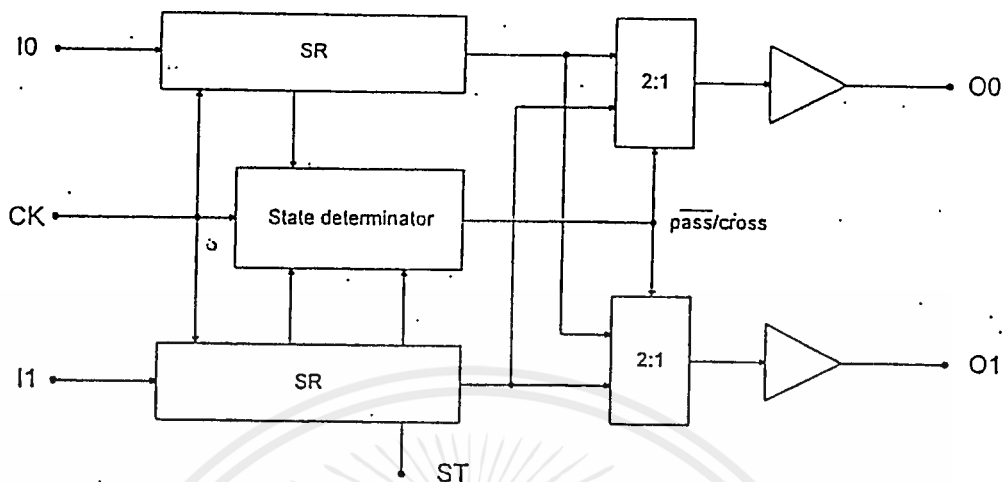 I0
SR
2:1
O0
CK
State determinator
pass/cross
I1
SR
2:1
O1
ST